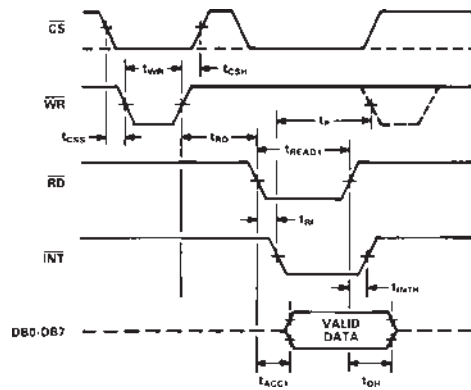 CS
tWR
tCSH
WR
tCSS
tRD
tP
tREAD1
RD
tRI
INT
tINTH
DB0-DB7
VALID
DATA
tACC1
tDH